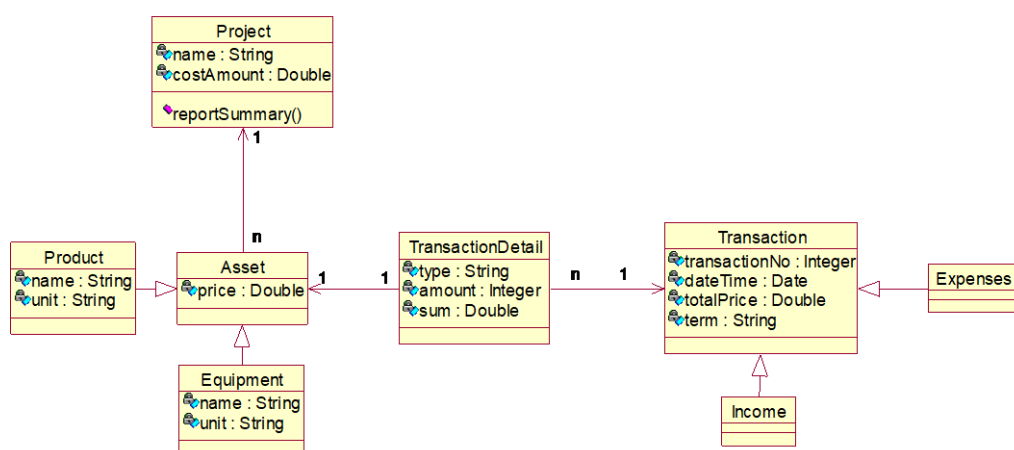 Project
name : String
costAmount : Double
reportSummary()
1
n
Product
name : String
unit : String
Asset
price : Double
1
1
TransactionDetail
type : String
amount : Integer
sum : Double
n
1
Transaction
transactionNo : Integer
dateTime : Date
totalPrice : Double
term : String
Expenses
Equipment
name : String
unit : String
Income